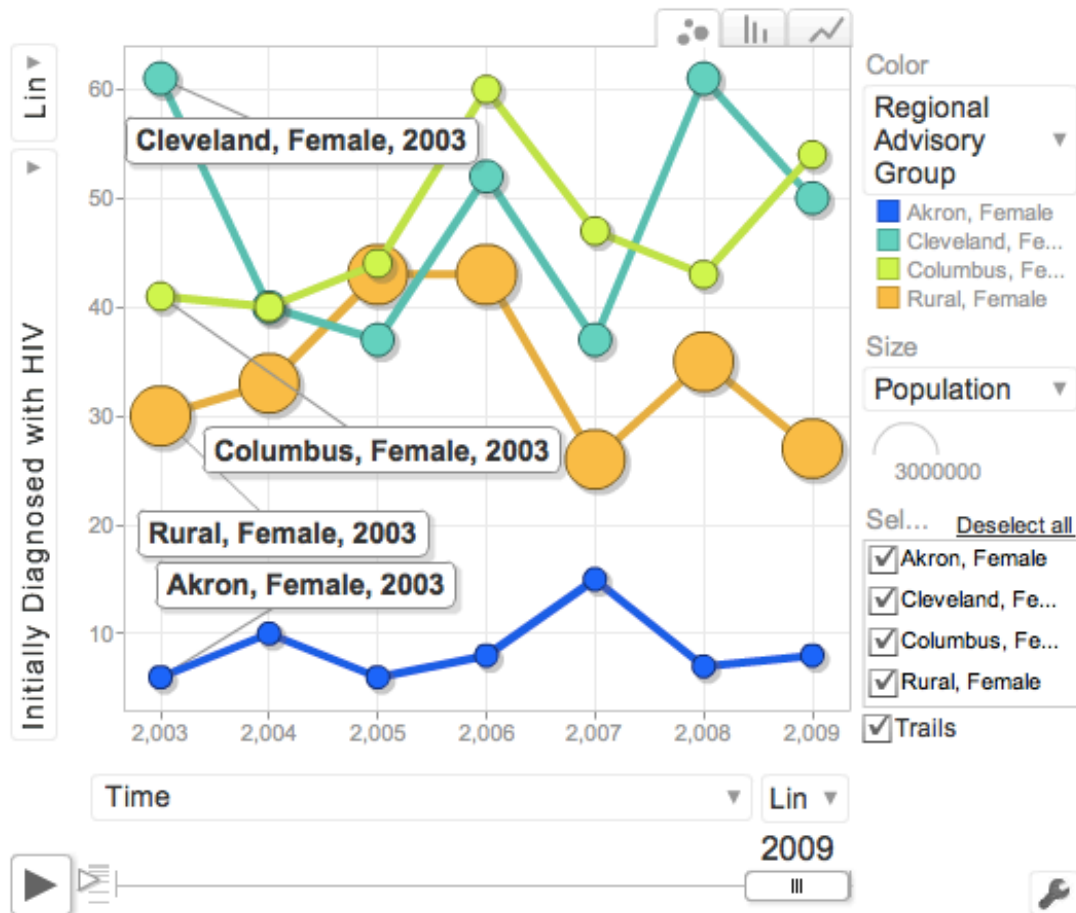 Lin
Initially Diagnosed with HIV
60
50
40
30
20
10
Cleveland, Female, 2003
Columbus, Female, 2003
Rural, Female, 2003
Akron, Female, 2003
2,003
2,004
2,005
2,006
2,007
2,008
2,009
Time
Lin
2009
Color
Regional
Advisory
Group
Akron, Female
Cleveland, Fe...
Columbus, Fe...
Rural, Female
Size
Population
3000000
Sel... Deselect all
Akron, Female
Cleveland, Fe...
Columbus, Fe...
Rural, Female
Trails